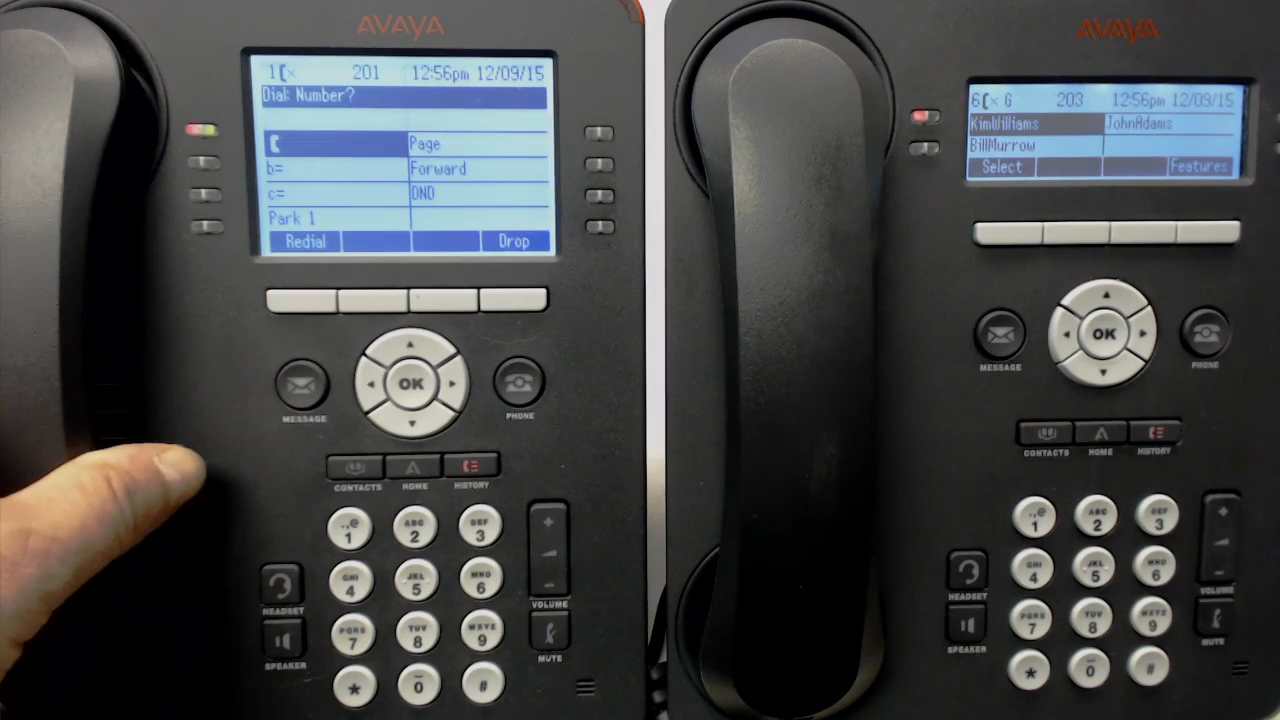 AVAYA
1 x 201 12:56pm 12/09/15
Dial: Number?
Page
b= Forward
c= DND
Park 1
Redial Drop
OK
MESSAGE
PHONE
CONTACTS HOME HISTORY
.,@ 1 ABC 2 DEF 3
GHI 4 JKL 5 MNO 6
PQRS 7 TUV 8 WXYZ 9
* 0 #
HEADSET
SPEAKER
VOLUME
MUTE
AVAYA
6 x G 203 12:56pm 12/09/15
KimWilliams JohnAdams
BillMurrow
Select Features
OK
MESSAGE
PHONE
CONTACTS HOME HISTORY
.,@ 1 ABC 2 DEF 3
GHI 4 JKL 5 MNO 6
PQRS 7 TUV 8 WXYZ 9
* 0 #
HEADSET
SPEAKER
VOLUME
MUTE